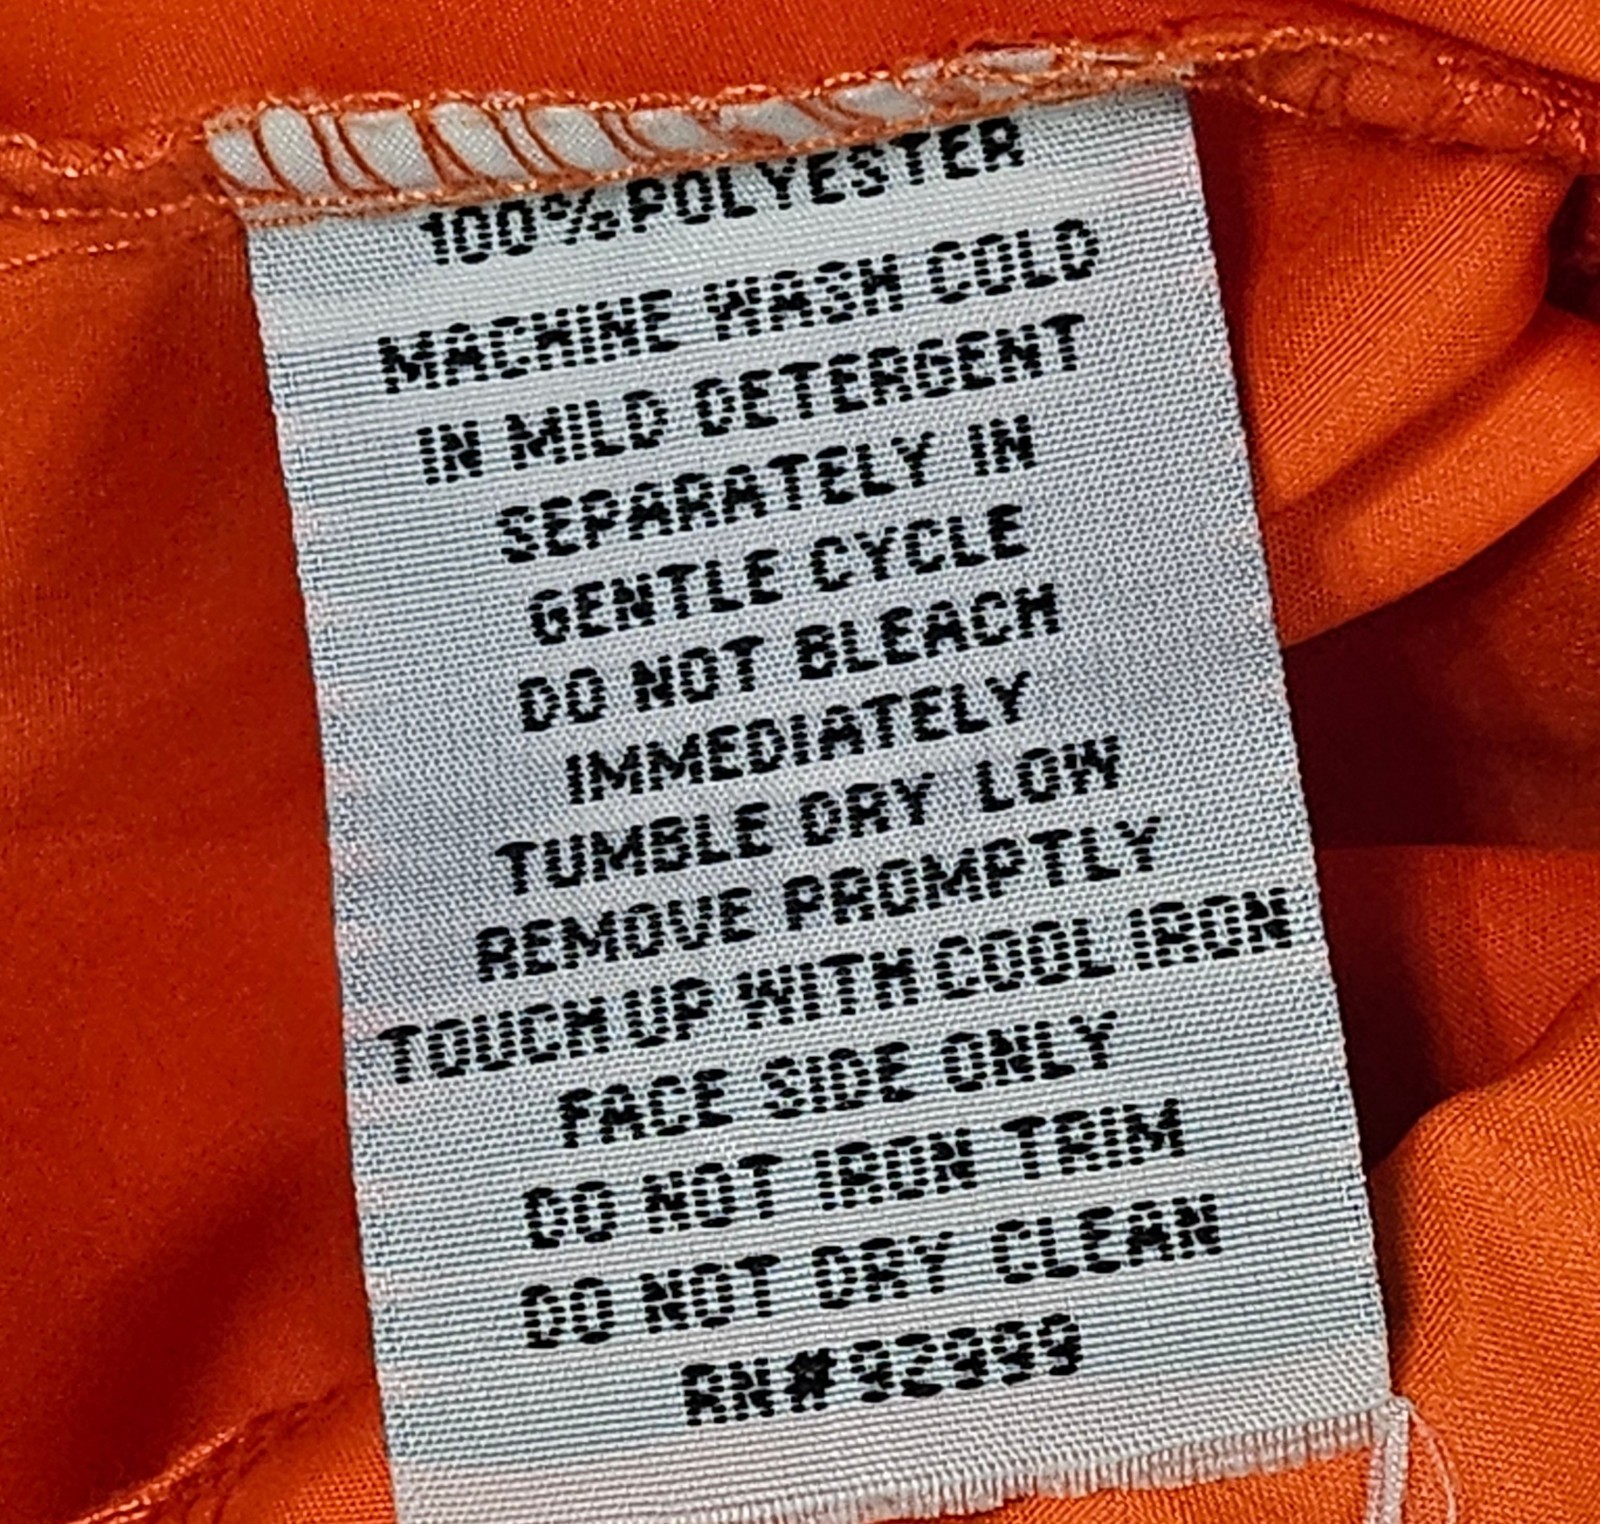 100% POLYESTER
MACHINE WASH COLD
IN MILD DETERGENT
SEPARATELY IN
GENTLE CYCLE
DO NOT BLEACH
IMMEDIATELY
TUMBLE DRY LOW
REMOVE PROMPTLY
TOUCH UP WITH COOL IRON
FACE SIDE ONLY
DO NOT IRON TRIM
DO NOT DRY CLEAN
RN#92999